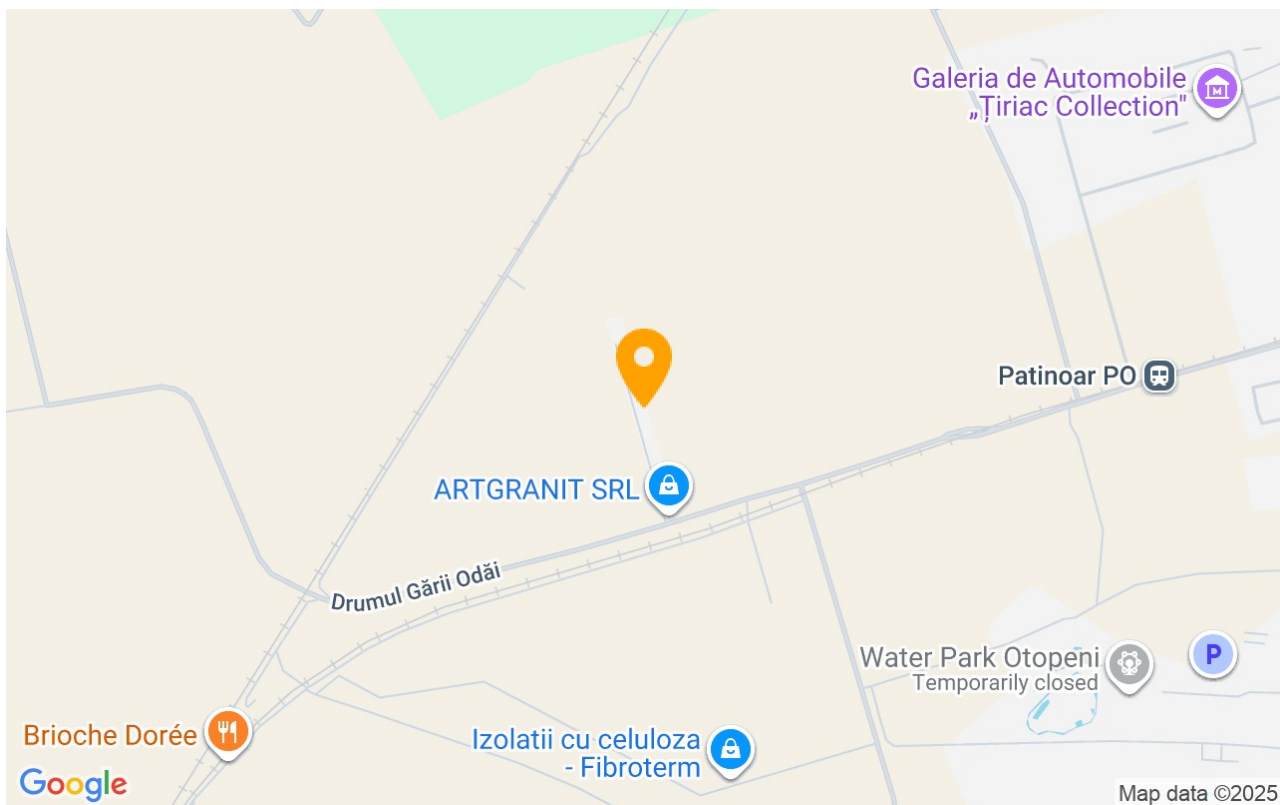 Galeria de Automobile
„Țiriac Collection"
Patinoar PO
ARTGRANIT SRL
Drumul Gării Odăi
Water Park Otopeni
Temporarily closed
P
Brioche Dorée
Izolatii cu celuloza
- Fibroterm
Google
Map data ©2025